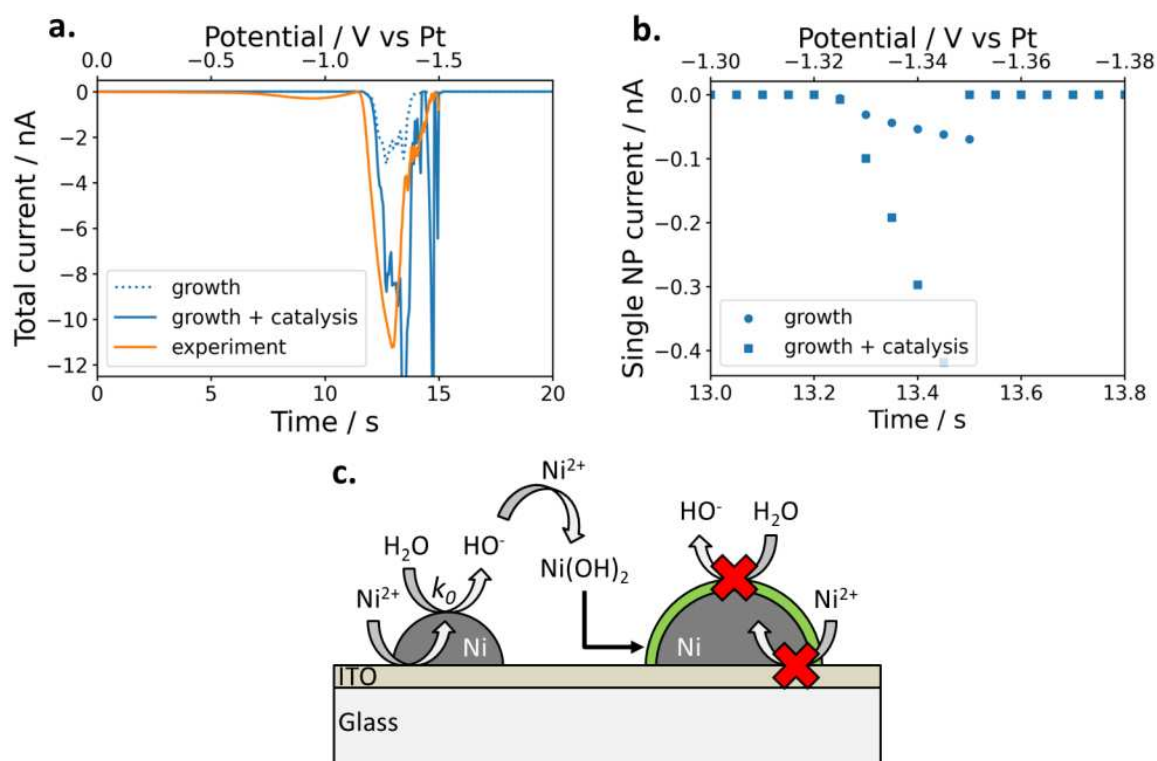 a.
Potential / V vs Pt
0.0 −0.5 −1.0 −1.5
Total current / nA
0
−2
−4
−6
−8
−10
−12
growth
growth + catalysis
experiment
0 5 10 15 20
Time / s
b.
Potential / V vs Pt
−1.30 −1.32 −1.34 −1.36 −1.38
Single NP current / nA
0.0
−0.1
−0.2
−0.3
−0.4
growth
growth + catalysis
13.0 13.2 13.4 13.6 13.8
Time / s
c.
Ni²⁺
H₂O HO⁻
Ni²⁺ k₀
Ni(OH)₂
Ni
HO⁻ H₂O
Ni²⁺
Ni
ITO
Glass